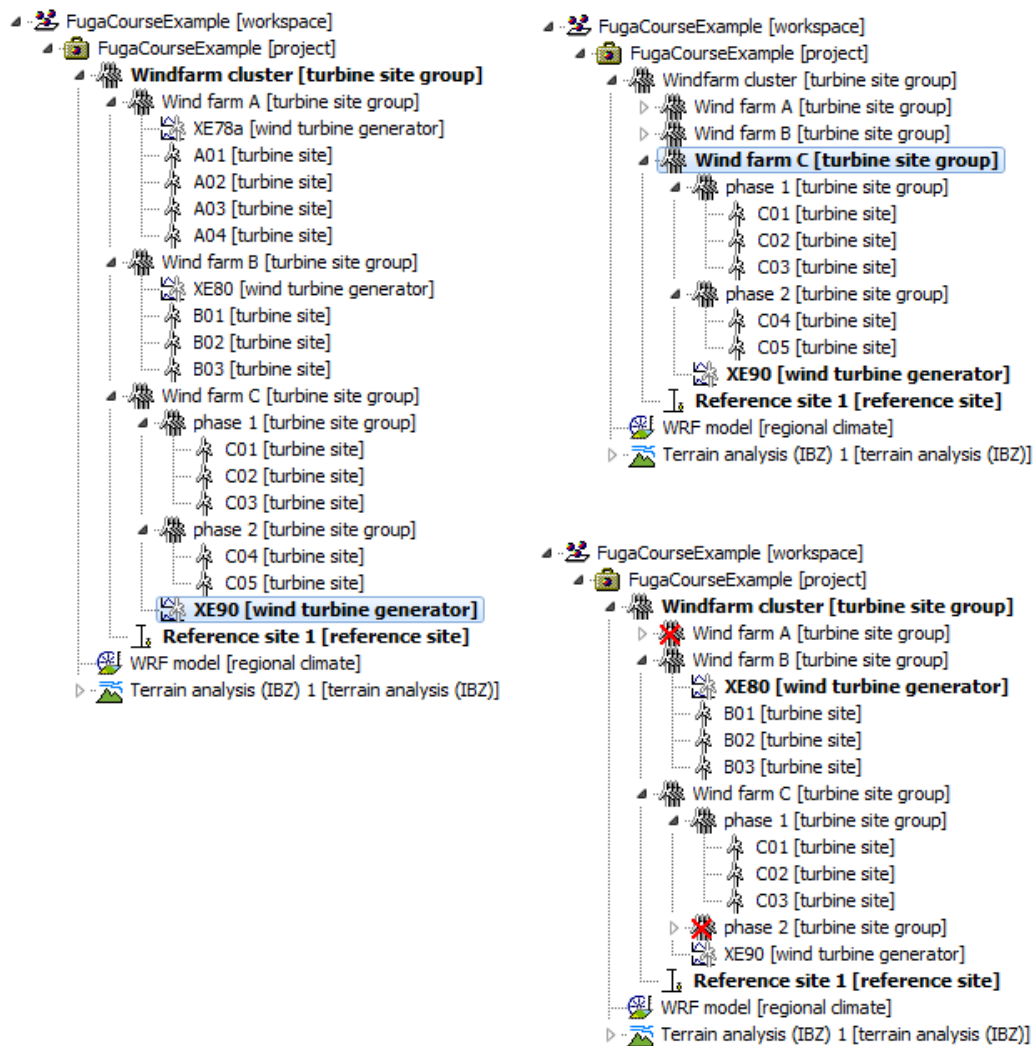 FugaCourseExample [workspace]
FugaCourseExample [project]
Windfarm cluster [turbine site group]
Wind farm A [turbine site group]
XE78a [wind turbine generator]
A01 [turbine site]
A02 [turbine site]
A03 [turbine site]
A04 [turbine site]
Wind farm B [turbine site group]
XE80 [wind turbine generator]
B01 [turbine site]
B02 [turbine site]
B03 [turbine site]
Wind farm C [turbine site group]
phase 1 [turbine site group]
C01 [turbine site]
C02 [turbine site]
C03 [turbine site]
phase 2 [turbine site group]
C04 [turbine site]
C05 [turbine site]
XE90 [wind turbine generator]
Reference site 1 [reference site]
WRF model [regional climate]
Terrain analysis (IBZ) 1 [terrain analysis (IBZ)]
FugaCourseExample [workspace]
FugaCourseExample [project]
Windfarm cluster [turbine site group]
Wind farm A [turbine site group]
Wind farm B [turbine site group]
Wind farm C [turbine site group]
phase 1 [turbine site group]
C01 [turbine site]
C02 [turbine site]
C03 [turbine site]
phase 2 [turbine site group]
C04 [turbine site]
C05 [turbine site]
XE90 [wind turbine generator]
Reference site 1 [reference site]
WRF model [regional climate]
Terrain analysis (IBZ) 1 [terrain analysis (IBZ)]
FugaCourseExample [workspace]
FugaCourseExample [project]
Windfarm cluster [turbine site group]
Wind farm A [turbine site group]
Wind farm B [turbine site group]
XE80 [wind turbine generator]
B01 [turbine site]
B02 [turbine site]
B03 [turbine site]
Wind farm C [turbine site group]
phase 1 [turbine site group]
C01 [turbine site]
C02 [turbine site]
C03 [turbine site]
phase 2 [turbine site group]
XE90 [wind turbine generator]
Reference site 1 [reference site]
WRF model [regional climate]
Terrain analysis (IBZ) 1 [terrain analysis (IBZ)]